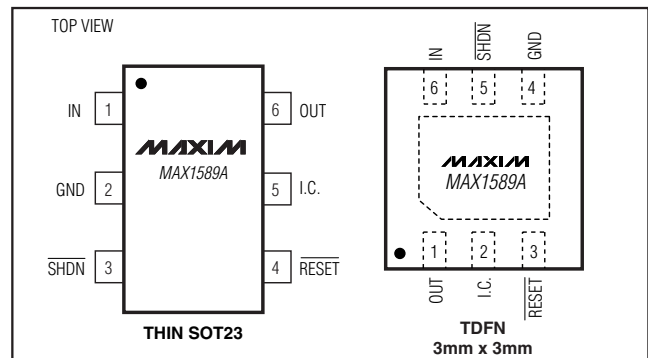 TOP VIEW
IN 1
6 OUT
GND 2
5 I.C.
SHDN 3
4 RESET
MAXIM
MAX1589A
THIN SOT23
IN
SHDN
GND
6
5
4
MAXIM
MAX1589A
1
2
3
OUT
I.C.
RESET
TDFN
3mm x 3mm